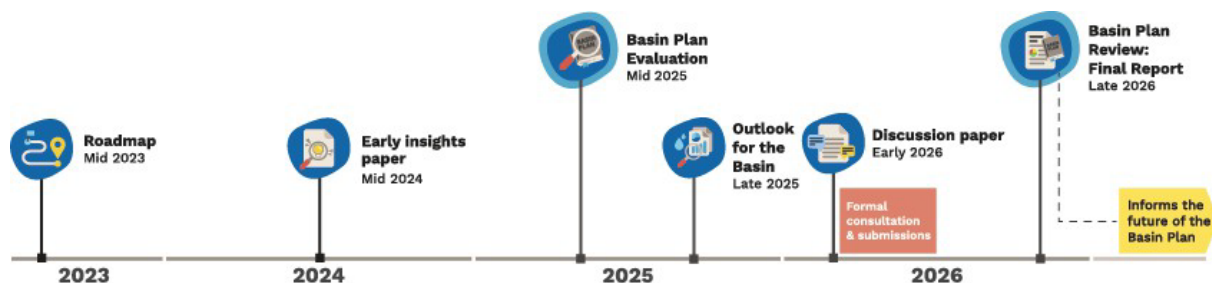 Basin Plan
Evaluation
Mid 2025
Basin Plan
Review:
Final Report
Late 2026
Roadmap
Mid 2023
Early insights
paper
Mid 2024
Outlook
for the
Basin
Late 2025
Discussion paper
Early 2026
Formal
consultation
& submissions
Informs the
future of the
Basin Plan
2023
2024
2025
2026